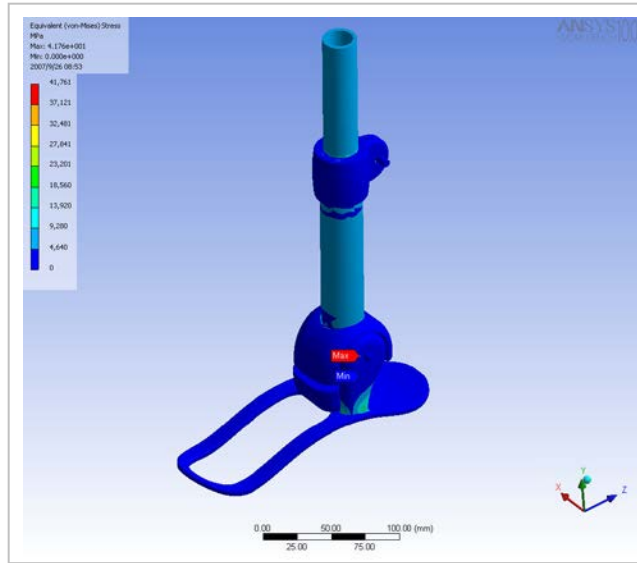 Equivalent (von-Mises) Stress
MPa
Max: 4.176e+001
Min: 0.000e+000
2007/9/26 08:53
41,761
37,121
32,481
27,841
23,201
18,560
13,920
9,280
4,640
0
ANSYS
Max
Min
Y
X
Z
0.00
50.00
100.00 (mm)
25.00
75.00